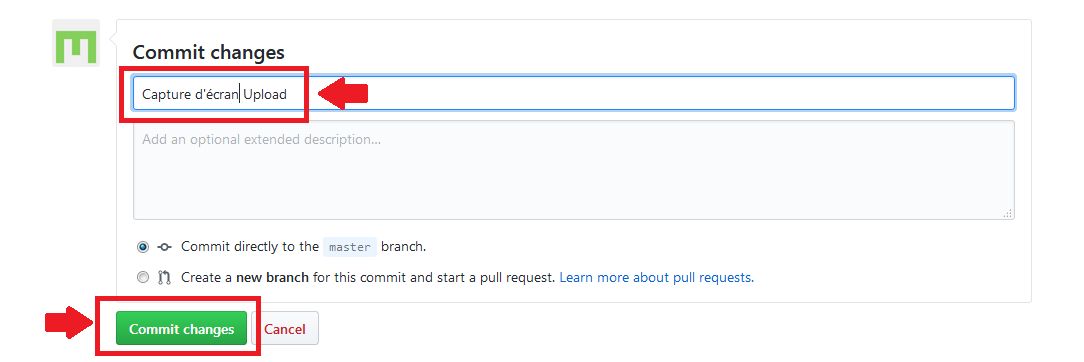 Commit changes
Capture d'écran Upload
Add an optional extended description...
Commit directly to the master branch.
Create a new branch for this commit and start a pull request. Learn more about pull requests.
Commit changes Cancel